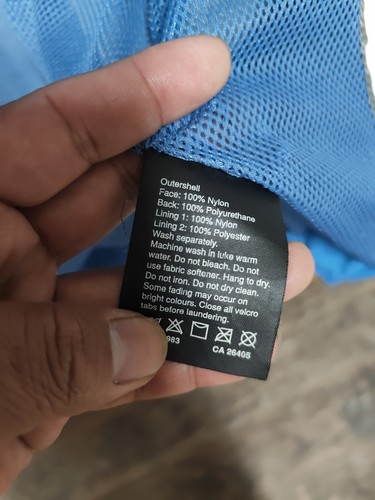 Outershell
Face: 100% Nylon
Back: 100% Polyurethane
Lining 1: 100% Nylon
Lining 2: 100% Polyester
Wash separately.
Machine wash in luke warm
water. Do not bleach. Do not
use fabric softener. Hang to dry.
Do not iron. Do not dry clean.
Some fading may occur on
bright colours. Close all velcro
tabs before laundering.
983 CA 26405